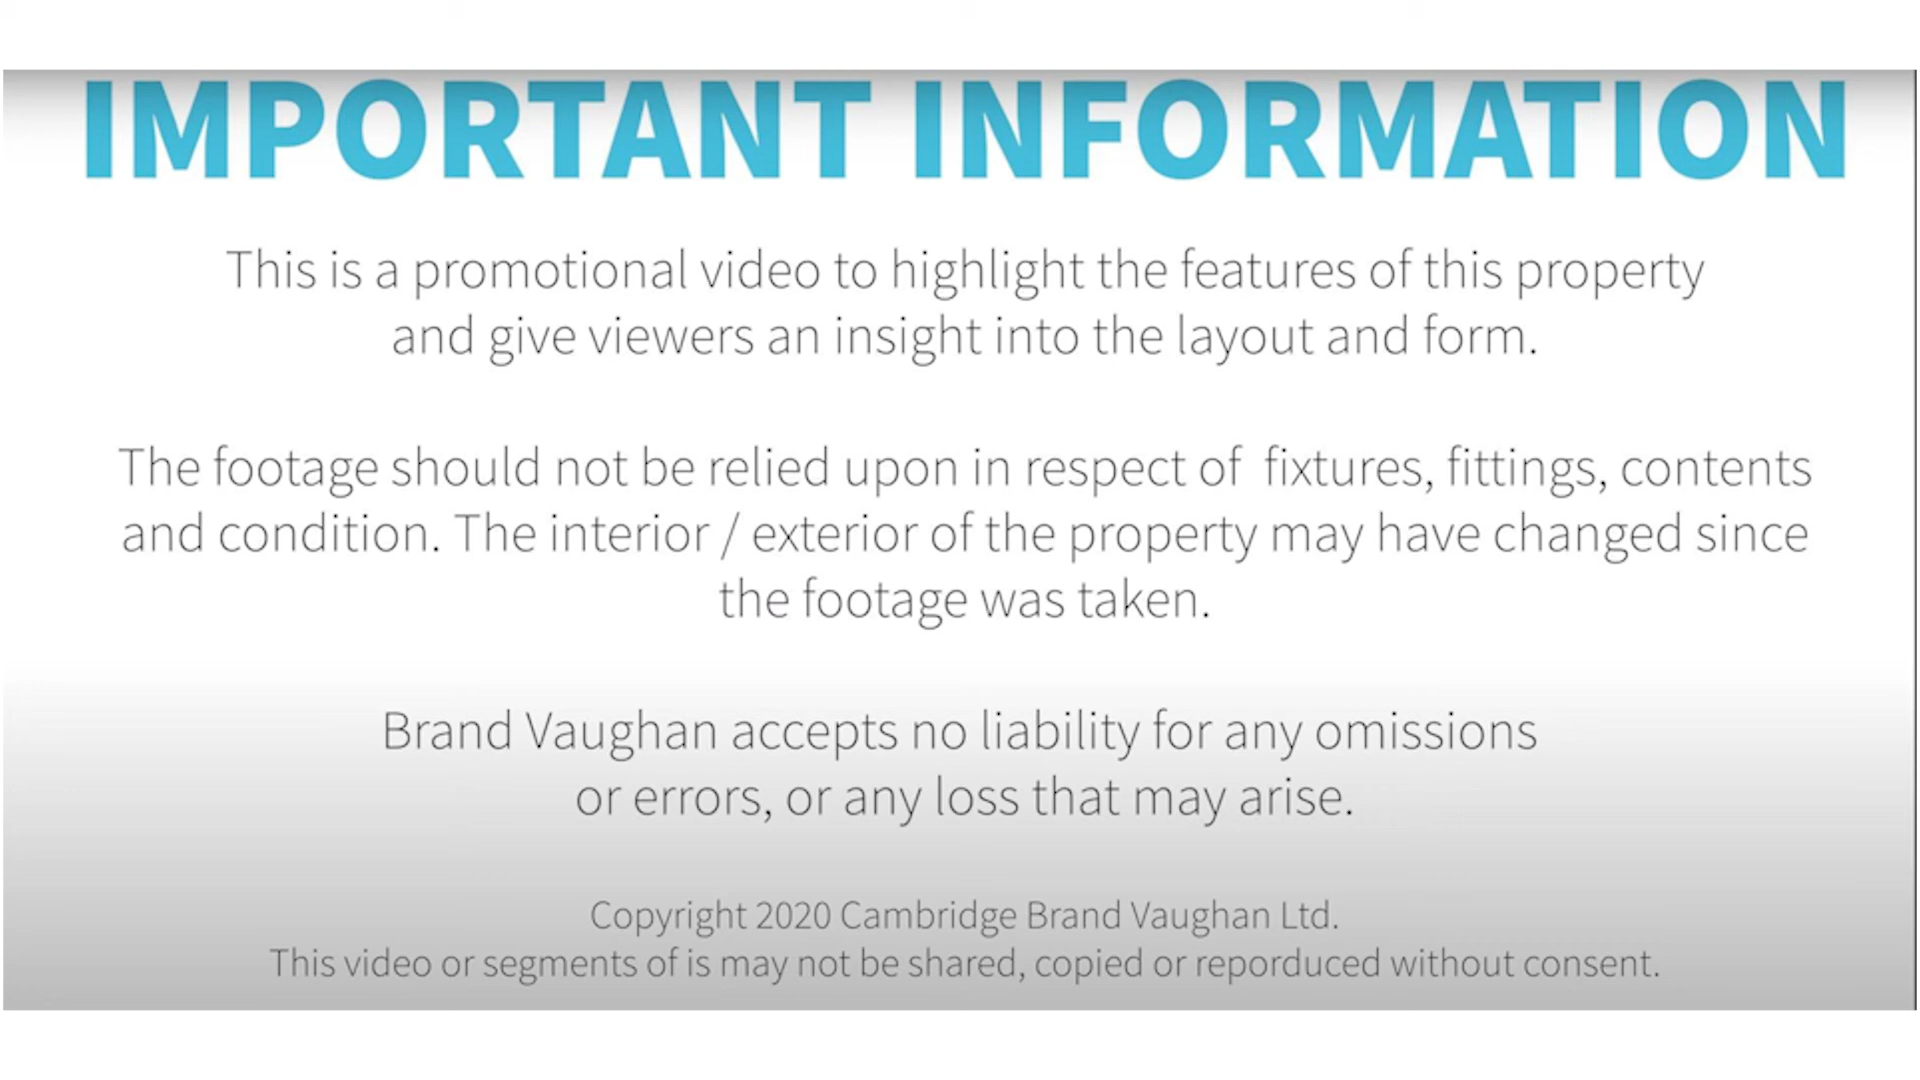 IMPORTANT INFORMATION
This is a promotional video to highlight the features of this property
and give viewers an insight into the layout and form.
The footage should not be relied upon in respect of fixtures, fittings, contents
and condition. The interior / exterior of the property may have changed since
the footage was taken.
Brand Vaughan accepts no liability for any omissions
or errors, or any loss that may arise.
Copyright 2020 Cambridge Brand Vaughan Ltd.
This video or segments of is may not be shared, copied or reporduced without consent.